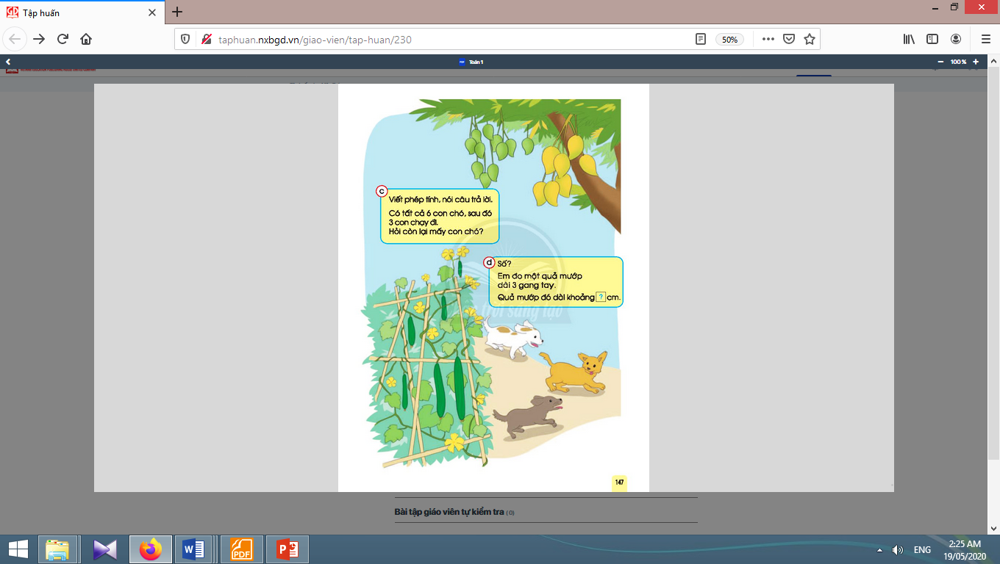 Tập huấn
taphuan.nxbgd.vn/giao-vien/tap-huan/230
50%
Toán 1
100%
c
Viết phép tính, nói câu trả lời.
Có tất cả 6 con chó, sau đó
3 con chạy đi.
Hỏi còn lại mấy con chó?
d
Số?
Em đo một quả mướp
dài 3 gang tay.
Quả mướp đó dài khoảng ? cm.
147
Bài tập giáo viên tự kiểm tra (0)
ENG
2:25 AM
19/05/2020